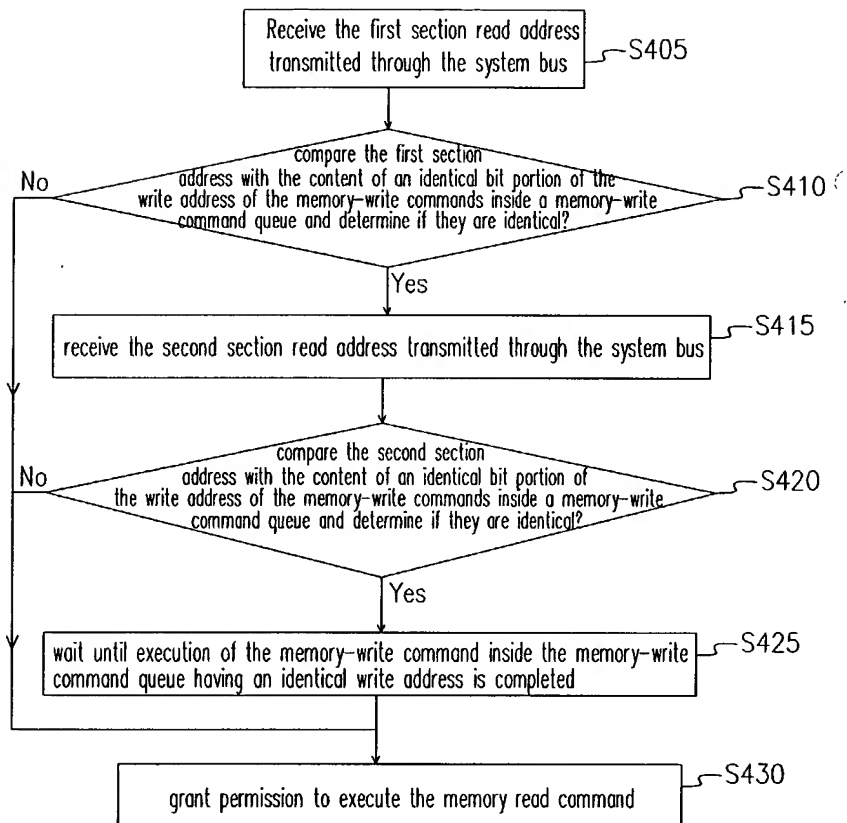 Receive the first section read address
transmitted through the system bus
S405
compare the first section
address with the content of an identical bit portion of the
write address of the memory-write commands inside a memory-write
command queue and determine if they are identical?
S410
No
Yes
receive the second section read address transmitted through the system bus
S415
compare the second section
address with the content of an identical bit portion of
the write address of the memory-write commands inside a memory-write
command queue and determine if they are identical?
S420
No
Yes
wait until execution of the memory-write command inside the memory-write
command queue having an identical write address is completed
S425
grant permission to execute the memory read command
S430